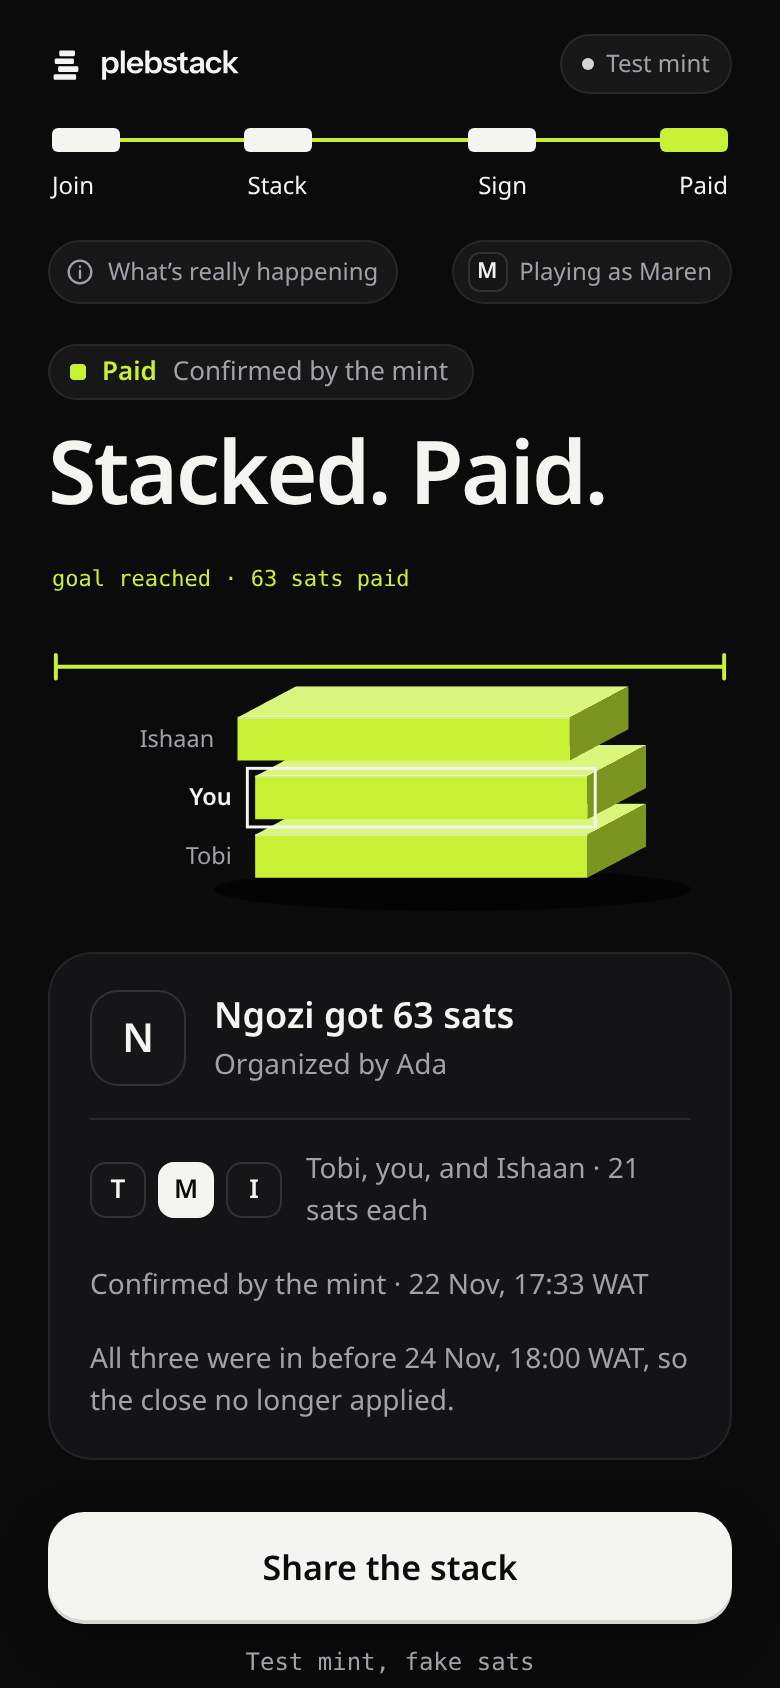 plebstack
Test mint
Join
Stack
Sign
Paid
What’s really happening
M
Playing as Maren
Paid Confirmed by the mint
Stacked. Paid.
goal reached · 63 sats paid
Ishaan
You
Tobi
N
Ngozi got 63 sats
Organized by Ada
T
M
I
Tobi, you, and Ishaan · 21
sats each
Confirmed by the mint · 22 Nov, 17:33 WAT
All three were in before 24 Nov, 18:00 WAT, so
the close no longer applied.
Share the stack
Test mint, fake sats